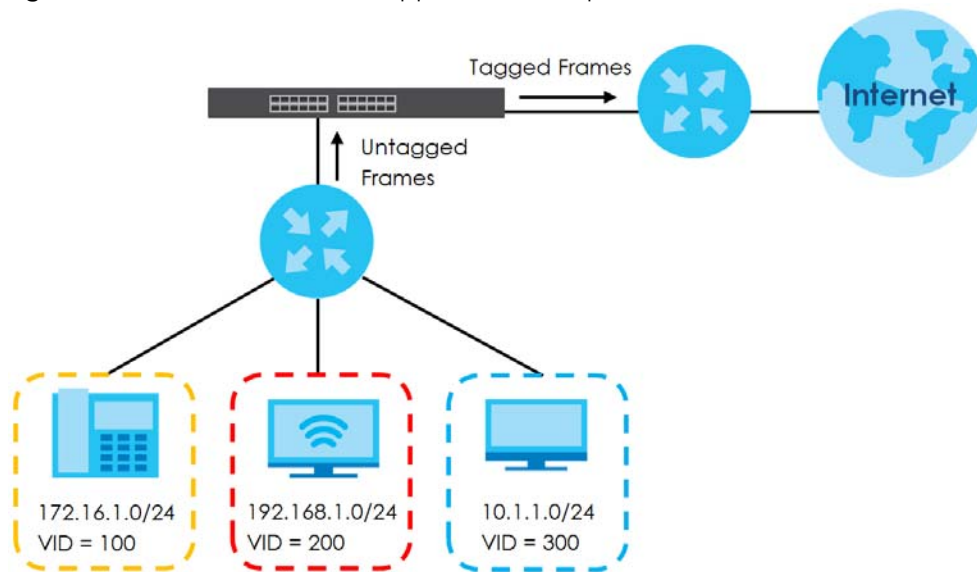 Tagged Frames
Internet
Untagged
Frames
172.16.1.0/24
VID = 100
192.168.1.0/24
VID = 200
10.1.1.0/24
VID = 300